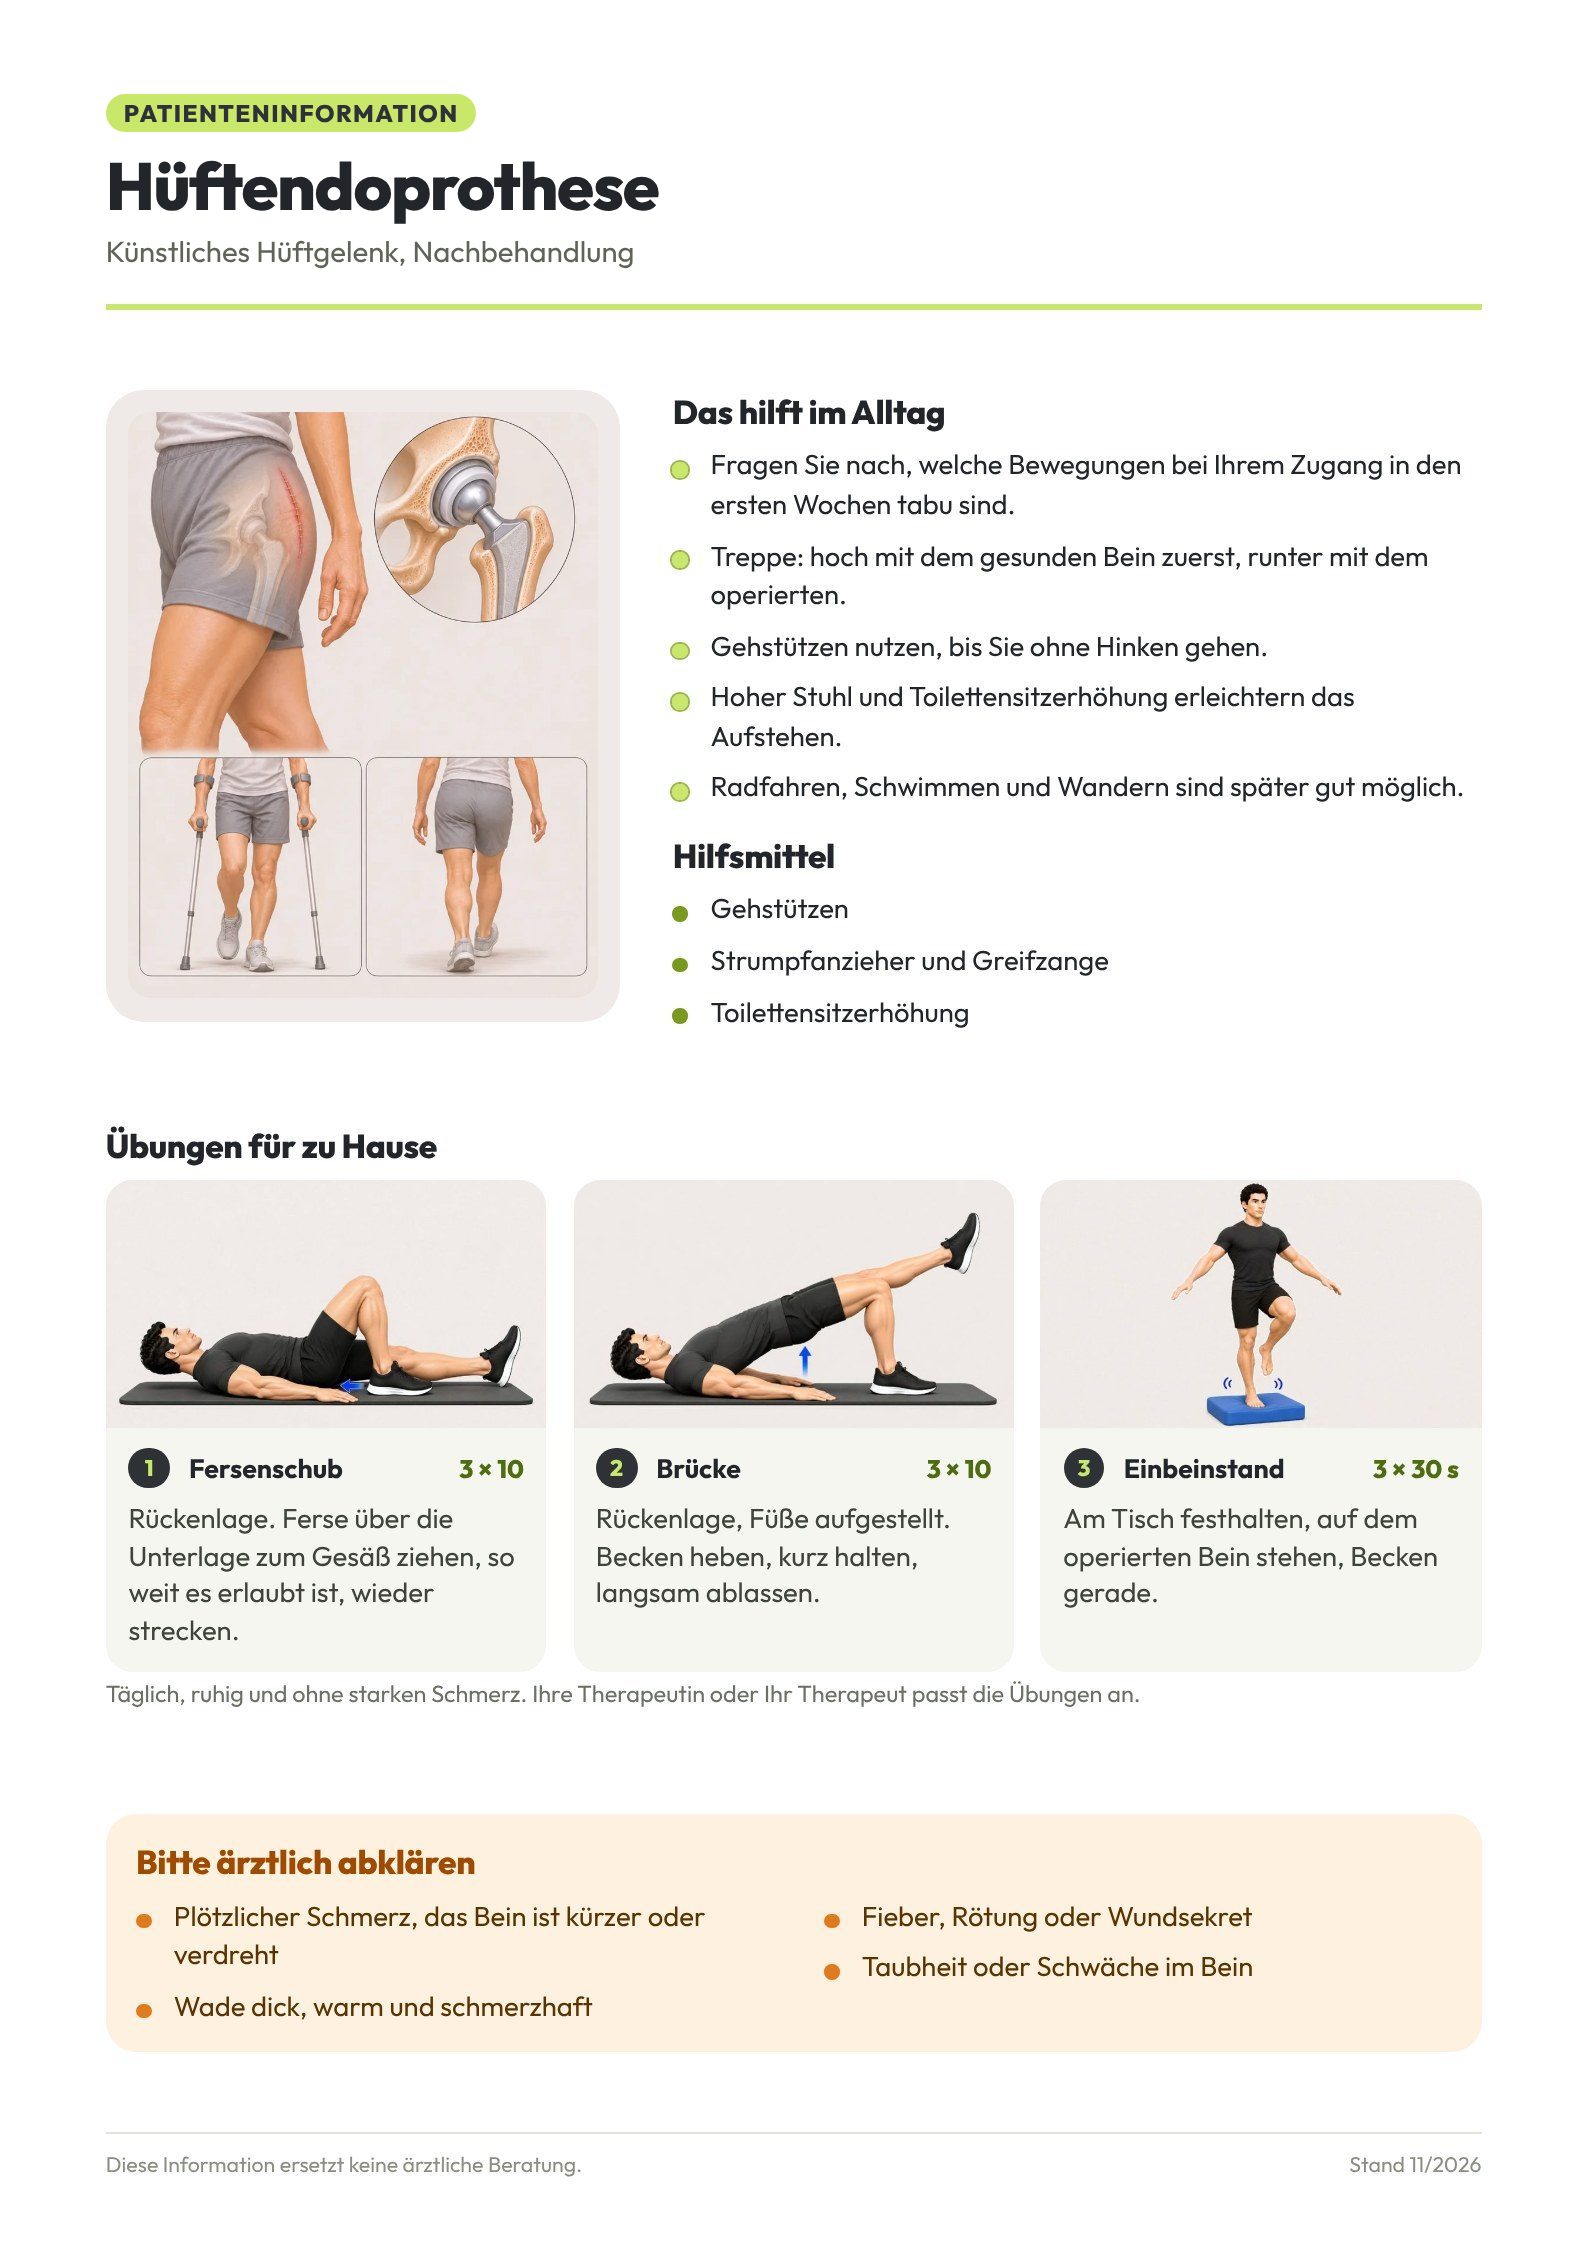 PATIENTENINFORMATION
Hüftendoprothese
Künstliches Hüftgelenk, Nachbehandlung
Das hilft im Alltag
Fragen Sie nach, welche Bewegungen bei Ihrem Zugang in den
ersten Wochen tabu sind.
Treppe: hoch mit dem gesunden Bein zuerst, runter mit dem
operierten.
Gehstützen nutzen, bis Sie ohne Hinken gehen.
Hoher Stuhl und Toilettensitzerhöhung erleichtern das
Aufstehen.
Radfahren, Schwimmen und Wandern sind später gut möglich.
Hilfsmittel
Gehstützen
Strumpfanzieher und Greifzange
Toilettensitzerhöhung
Übungen für zu Hause
1 Fersenschub 3 × 10
Rückenlage. Ferse über die
Unterlage zum Gesäß ziehen, so
weit es erlaubt ist, wieder
strecken.
2 Brücke 3 × 10
Rückenlage, Füße aufgestellt.
Becken heben, kurz halten,
langsam ablassen.
3 Einbeinstand 3 × 30 s
Am Tisch festhalten, auf dem
operierten Bein stehen, Becken
gerade.
Täglich, ruhig und ohne starken Schmerz. Ihre Therapeutin oder Ihr Therapeut passt die Übungen an.
Bitte ärztlich abklären
Plötzlicher Schmerz, das Bein ist kürzer oder
verdreht
Wade dick, warm und schmerzhaft
Fieber, Rötung oder Wundsekret
Taubheit oder Schwäche im Bein
Diese Information ersetzt keine ärztliche Beratung.
Stand 11/2026